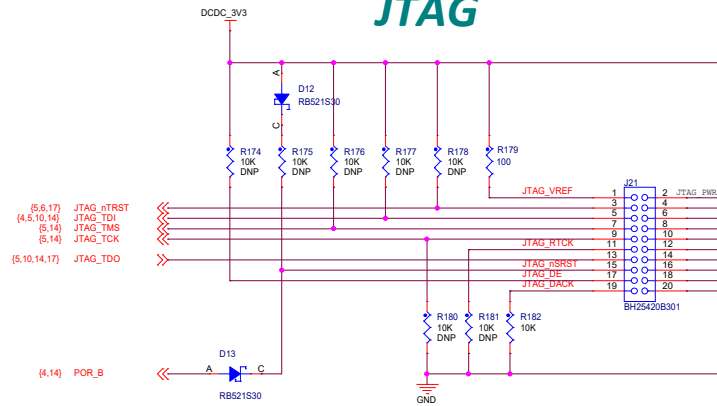 JTAG
DCDC_3V3
A
D12
RB521S30
C
R174
10K
DNP
R175
10K
DNP
R176
10K
DNP
R177
10K
DNP
R178
10K
DNP
R179
100
J21
JTAG_VREF 1 2 JTAG_PWR
{5,6,17} JTAG_nTRST 3 4
{4,5,10,14} JTAG_TDI 5 6
{5,14} JTAG_TMS 7 8
{5,14} JTAG_TCK 9 10
JTAG_RTCK 11 12
{5,10,14,17} JTAG_TDO 13 14
JTAG_nSRST 15 16
JTAG_DE 17 18
JTAG_DACK 19 20
BH25420B301
R180
10K
DNP
R181
10K
DNP
R182
10K
D13
{4,14} POR_B A C
RB521S30
GND